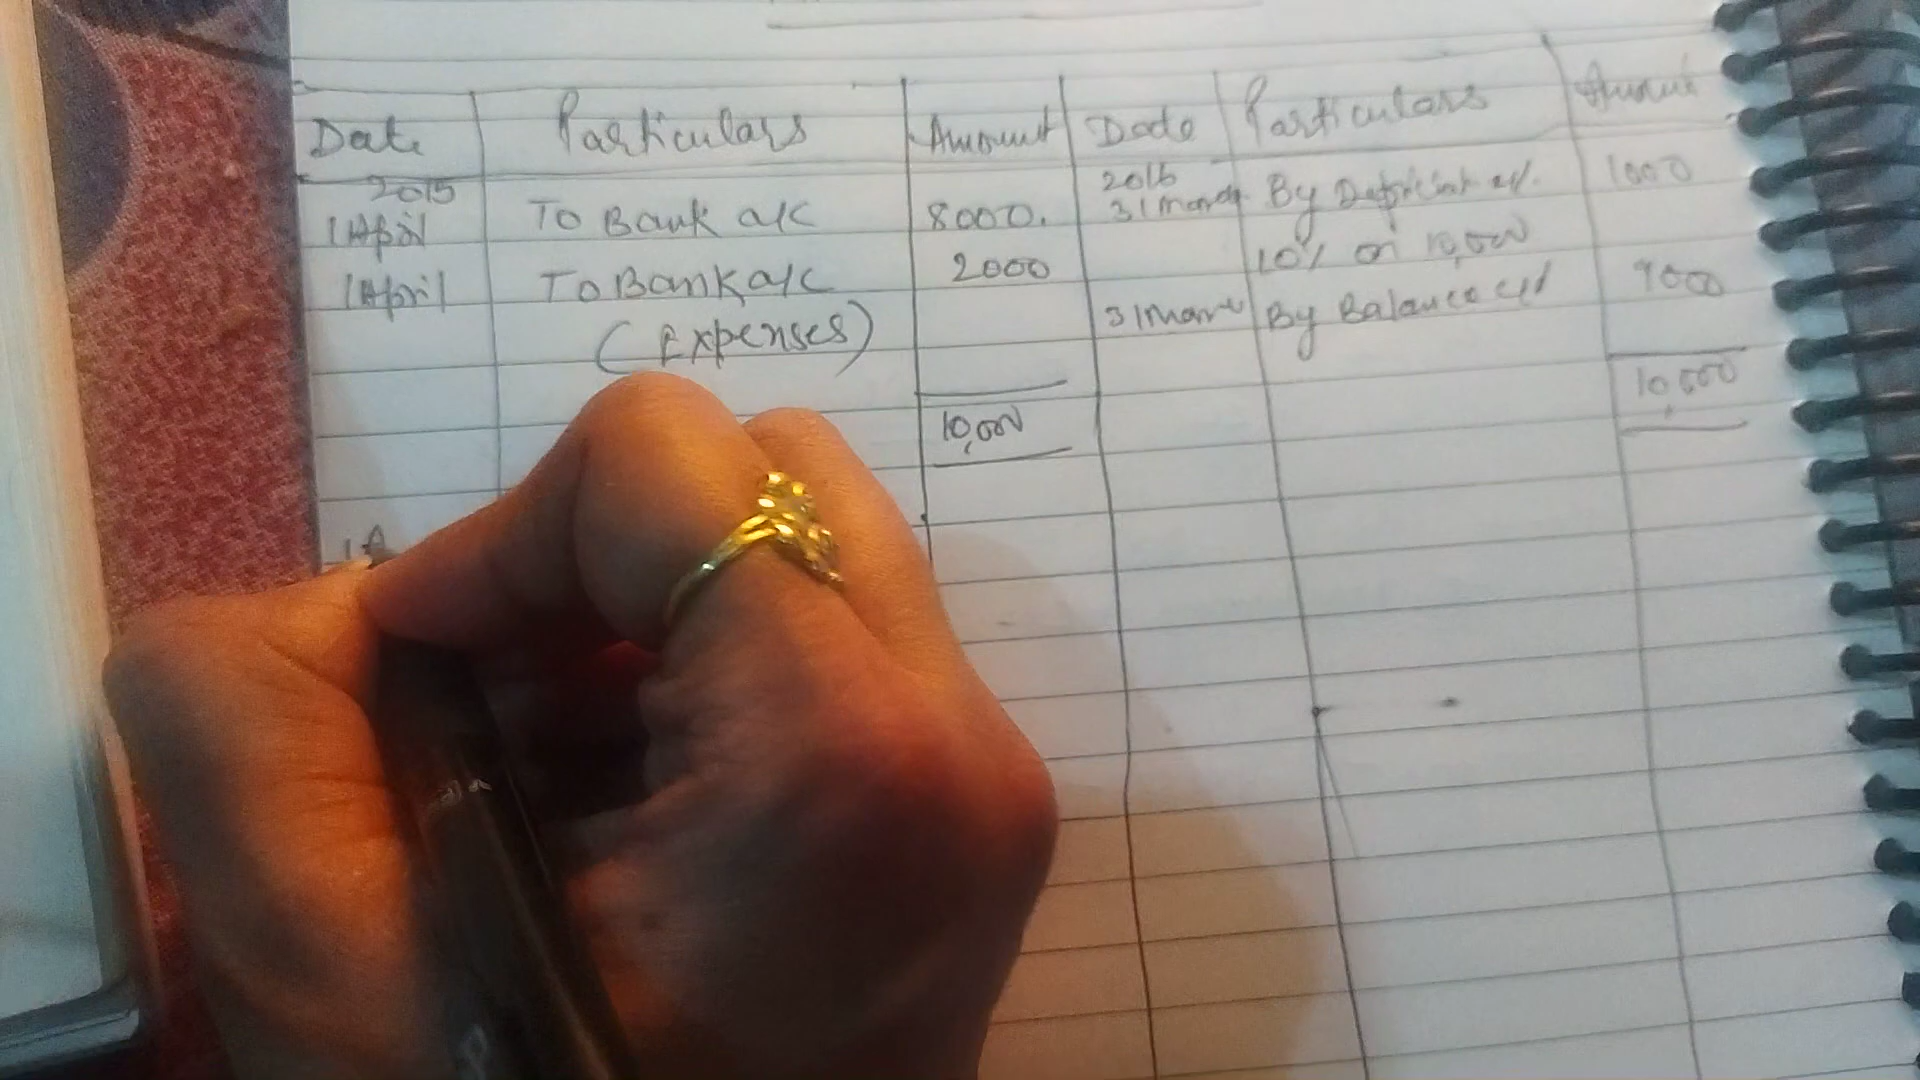 Date Particulars Amount Date Particulars Amount
2015 2016
1 April To Bank a/c 8000. 31 March By Depreciation a/c. 1000
10% on 10,000
1 April To Bank a/c 2000
(Expenses) 31 March By Balance c/d 9000
10,000 10,000
1 A